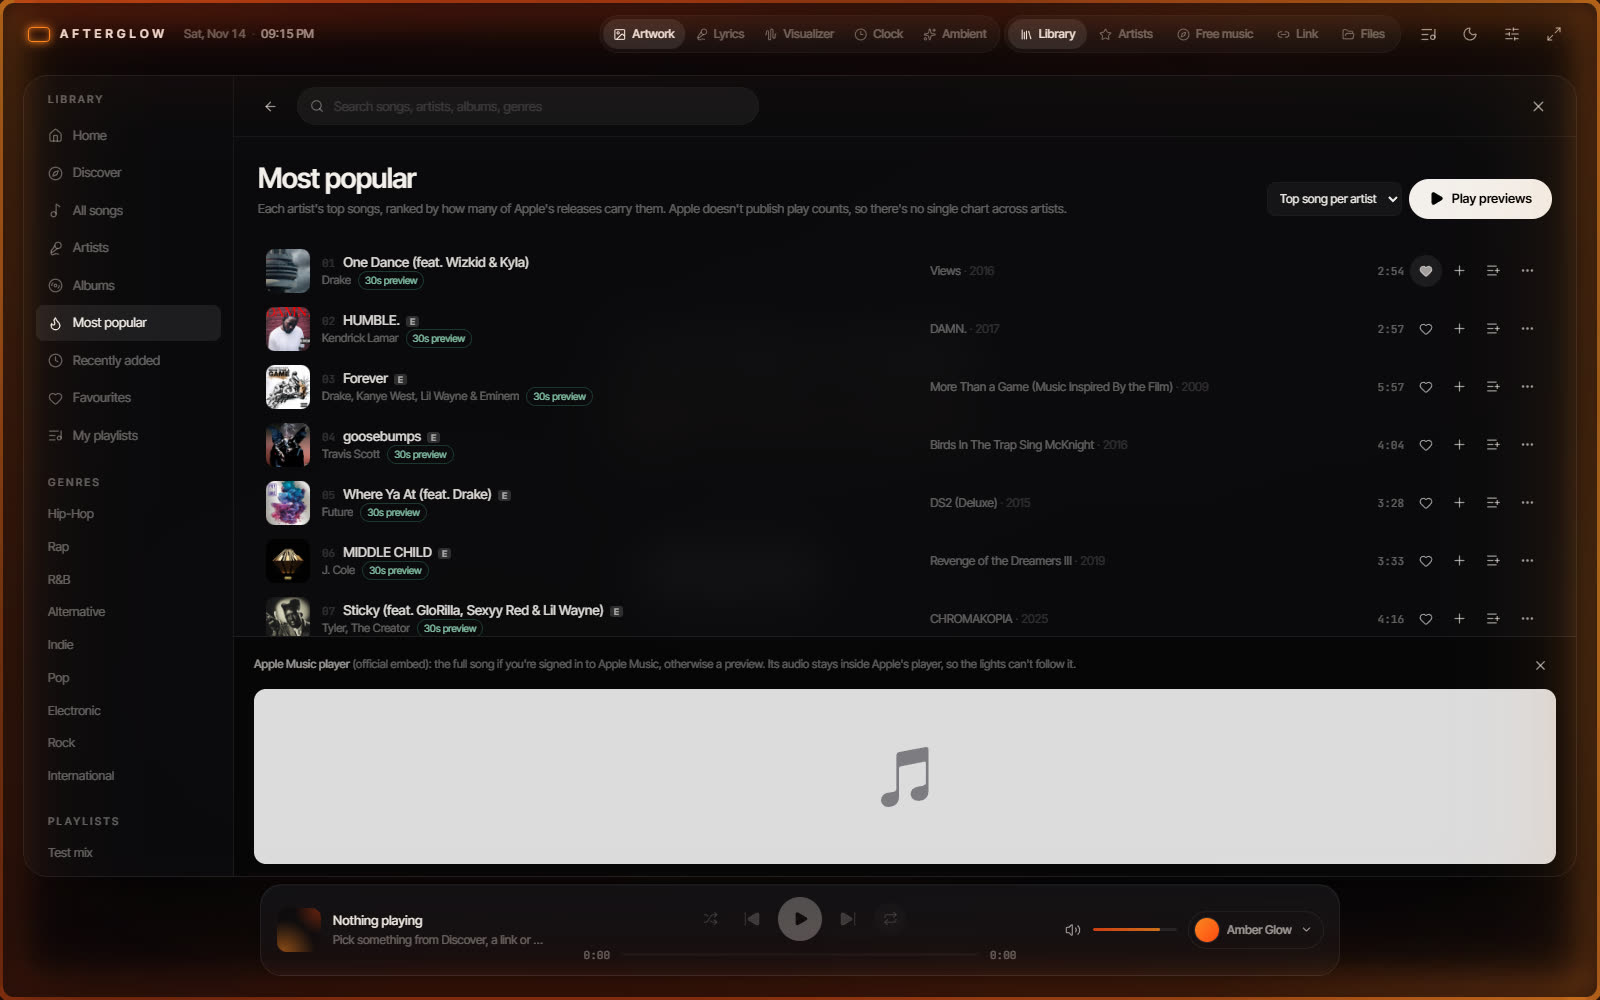 AFTERGLOW Sat, Nov 14 · 09:15 PM Artwork Lyrics Visualizer Clock Ambient Library Artists Free music Link Files
LIBRARY
Home
Discover
All songs
Artists
Albums
Most popular
Recently added
Favourites
My playlists
GENRES
Hip-Hop
Rap
R&B
Alternative
Indie
Pop
Electronic
Rock
International
PLAYLISTS
Test mix
Search songs, artists, albums, genres
Most popular
Each artist's top songs, ranked by how many of Apple's releases carry them. Apple doesn't publish play counts, so there's no single chart across artists.
Top song per artist Play previews
01 One Dance (feat. Wizkid & Kyla)
Drake 30s preview
Views · 2016 2:54
02 HUMBLE. E
Kendrick Lamar 30s preview
DAMN. · 2017 2:57
03 Forever E
Drake, Kanye West, Lil Wayne & Eminem 30s preview
More Than a Game (Music Inspired By the Film) · 2009 5:57
04 goosebumps E
Travis Scott 30s preview
Birds In The Trap Sing McKnight · 2016 4:04
05 Where Ya At (feat. Drake) E
Future 30s preview
DS2 (Deluxe) · 2015 3:28
06 MIDDLE CHILD E
J. Cole 30s preview
Revenge of the Dreamers III · 2019 3:33
07 Sticky (feat. GloRilla, Sexyy Red & Lil Wayne) E
Tyler, The Creator 30s preview
CHROMAKOPIA · 2025 4:16
Apple Music player (official embed): the full song if you're signed in to Apple Music, otherwise a preview. Its audio stays inside Apple's player, so the lights can't follow it.
Nothing playing
Pick something from Discover, a link or ...
0:00 0:00
Amber Glow